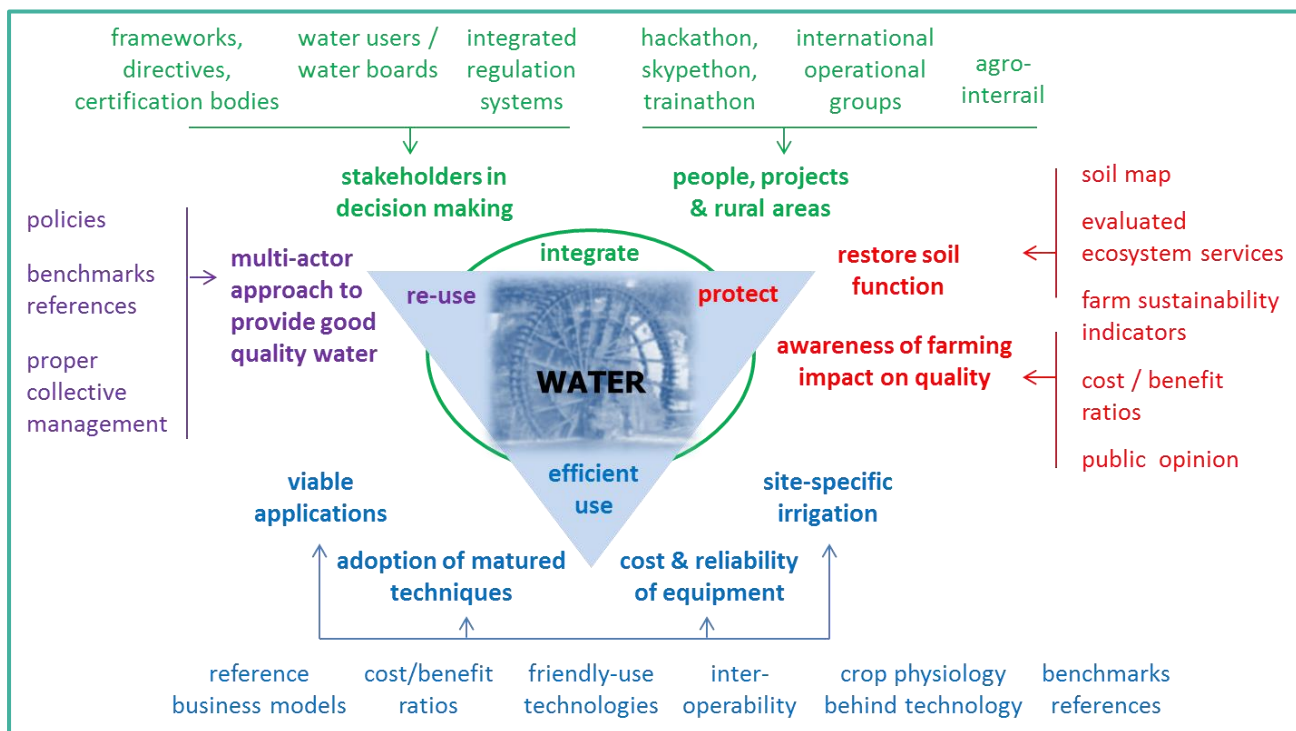 frameworks,
directives,
certification bodies
water users /
water boards
integrated
regulation
systems
hackathon,
skypethon,
trainathon
international
operational
groups
agro-
interrail
stakeholders in
decision making
people, projects
& rural areas
policies
benchmarks
references
proper
collective
management
multi-actor
approach to
provide good
quality water
integrate
re-use
protect
WATER
efficient
use
restore soil
function
awareness of farming
impact on quality
soil map
evaluated
ecosystem services
farm sustainability
indicators
cost / benefit
ratios
public opinion
viable
applications
adoption of matured
techniques
cost & reliability
of equipment
site-specific
irrigation
reference
business models
cost/benefit
ratios
friendly-use
technologies
inter-
operability
crop physiology
behind technology
benchmarks
references